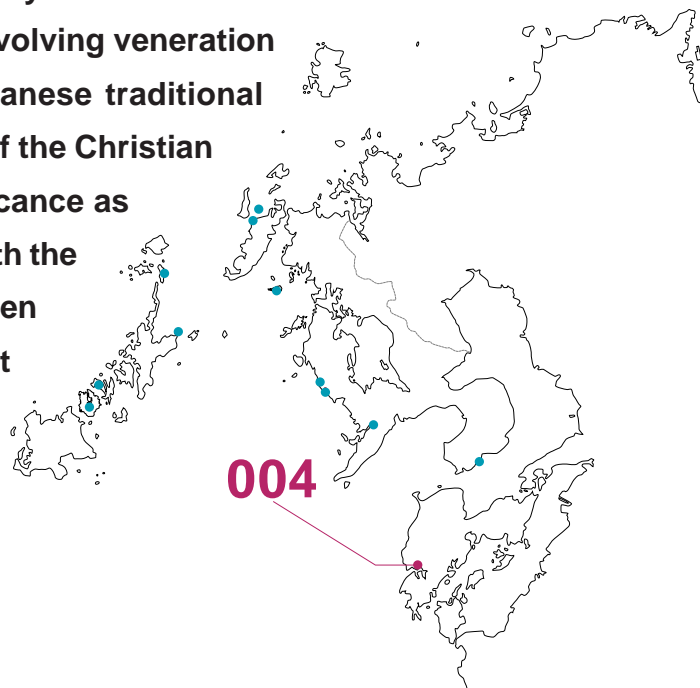 volving veneration
anese traditional
f the Christian
cance as
th the
en
t
004